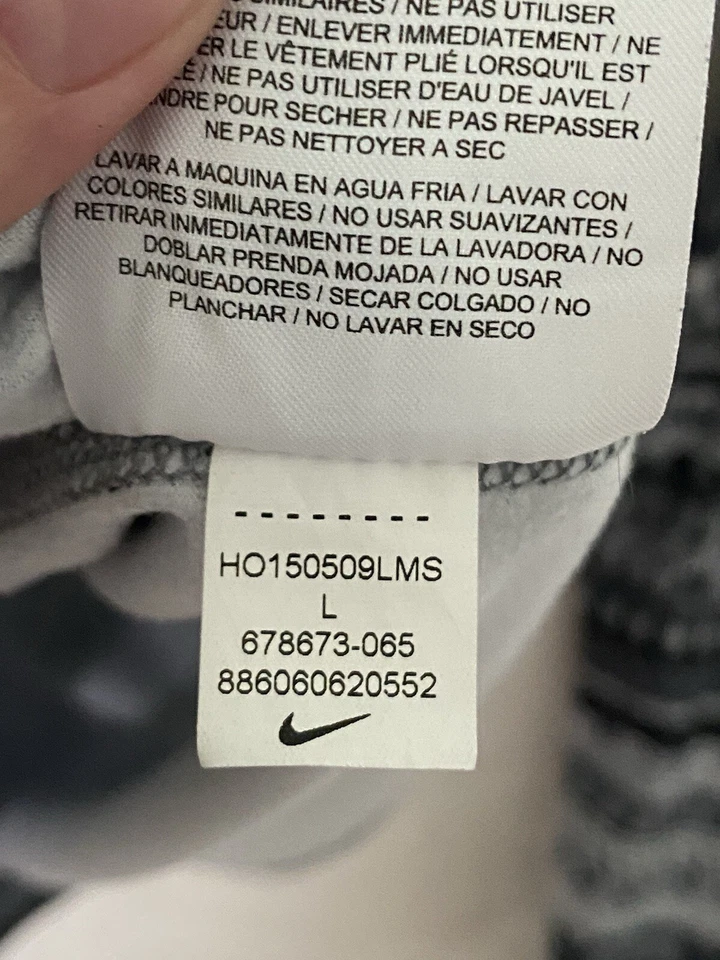 SIMILAIRES / NE PAS UTILISER
EUR / ENLEVER IMMEDIATEMENT / NE
ER LE VÊTEMENT PLIÉ LORSQU'IL EST
LÉ / NE PAS UTILISER D'EAU DE JAVEL /
NDRE POUR SECHER / NE PAS REPASSER /
NE PAS NETTOYER A SEC
LAVAR A MAQUINA EN AGUA FRIA / LAVAR CON
COLORES SIMILARES / NO USAR SUAVIZANTES /
RETIRAR INMEDIATAMENTE DE LA LAVADORA / NO
DOBLAR PRENDA MOJADA / NO USAR
BLANQUEADORES / SECAR COLGADO / NO
PLANCHAR / NO LAVAR EN SECO
--------
HO150509LMS
L
678673-065
886060620552